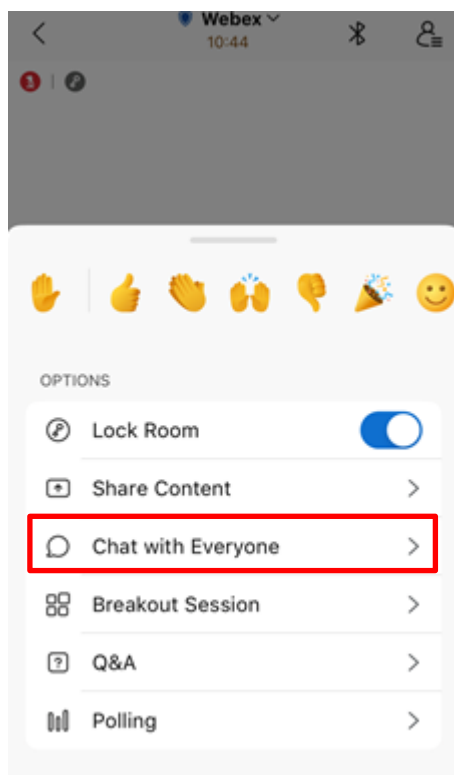 Webex
10:44
OPTIONS
Lock Room
Share Content
Chat with Everyone
Breakout Session
Q&A
Polling